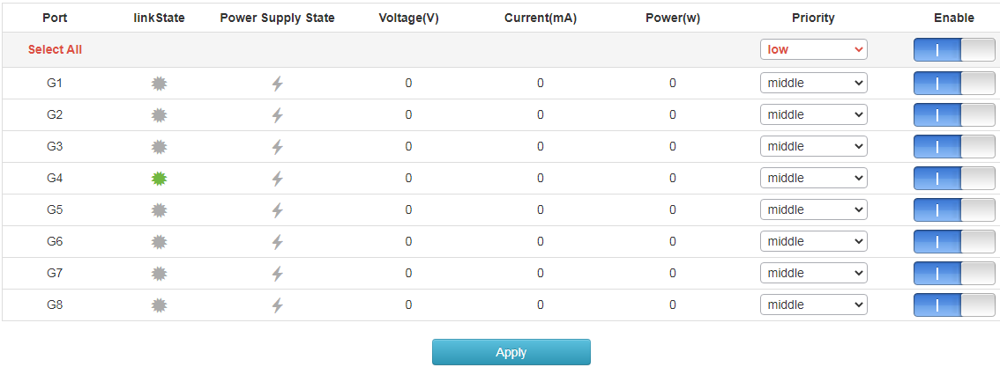 Port linkState Power Supply State Voltage(V) Current(mA) Power(w) Priority Enable
Select All low
G1 0 0 0 middle
G2 0 0 0 middle
G3 0 0 0 middle
G4 0 0 0 middle
G5 0 0 0 middle
G6 0 0 0 middle
G7 0 0 0 middle
G8 0 0 0 middle
Apply